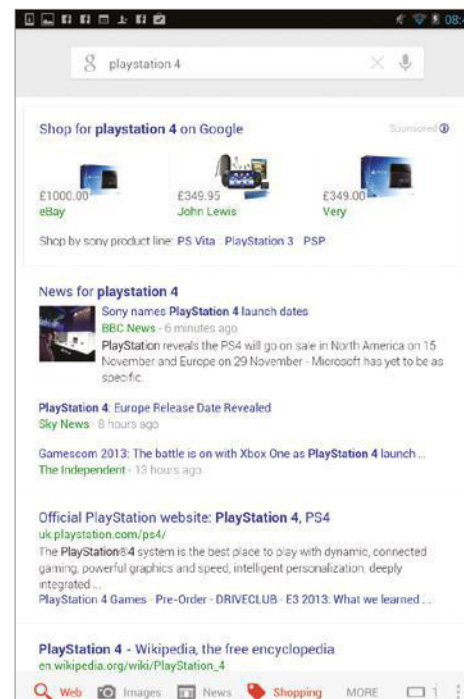 08:4
8 playstation 4
Shop for playstation 4 on Google
Sponsored
£1000.00 £349.95 £349.00
eBay John Lewis Very
Shop by sony product line: PS Vita PlayStation 3 PSP
News for playstation 4
Sony names PlayStation 4 launch dates
BBC News - 6 minutes ago
PlayStation reveals the PS4 will go on sale in North America on 15
November and Europe on 29 November - Microsoft has yet to be as
specific.
PlayStation 4: Europe Release Date Revealed
Sky News - 8 hours ago
Gamescom 2013: The battle is on with Xbox One as PlayStation 4 launch ...
The Independent - 13 hours ago
Official PlayStation website: PlayStation 4, PS4
uk.playstation.com/ps4/
The PlayStation®4 system is the best place to play with dynamic, connected
gaming, powerful graphics and speed, intelligent personalization, deeply
integrated ...
PlayStation 4 Games - Pre-Order - DRIVECLUB - E3 2013: What we learned ...
PlayStation 4 - Wikipedia, the free encyclopedia
en.wikipedia.org/wiki/PlayStation_4
Web Images News Shopping MORE 1